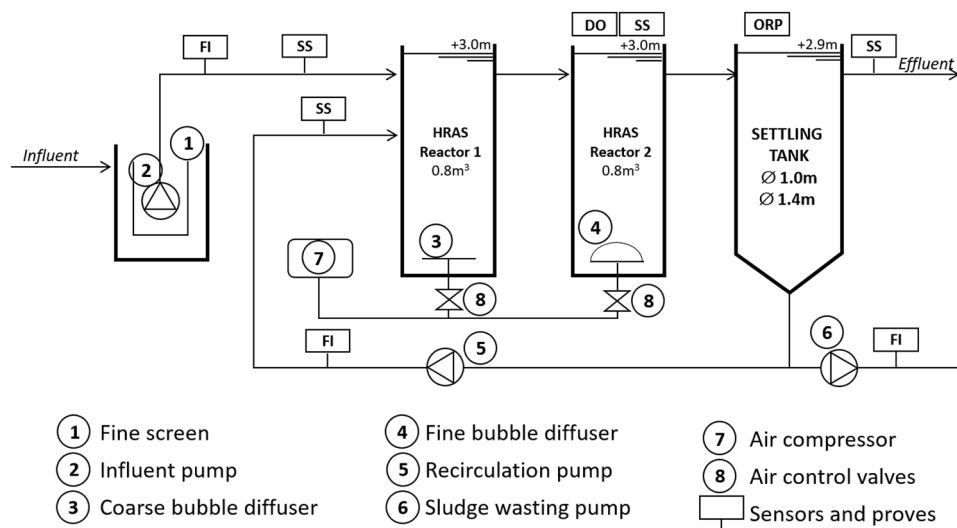 DO SS ORP
FI SS +3.0m +3.0m +2.9m SS
Effluent
SS
1 HRAS HRAS SETTLING
Influent 2 Reactor 1 Reactor 2 TANK
0.8m³ 0.8m³ Ø 1.0m
Ø 1.4m
3 4
7
8 8
FI 5 6 FI
1 Fine screen
2 Influent pump
3 Coarse bubble diffuser
4 Fine bubble diffuser
5 Recirculation pump
6 Sludge wasting pump
7 Air compressor
8 Air control valves
Sensors and proves